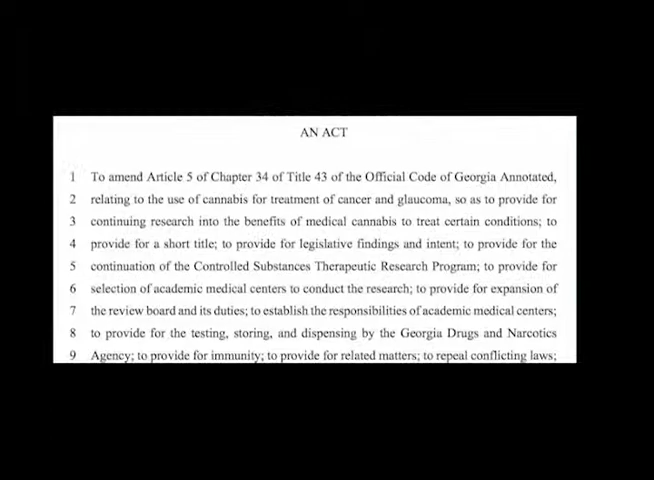 AN ACT
1 To amend Article 5 of Chapter 34 of Title 43 of the Official Code of Georgia Annotated,
2 relating to the use of cannabis for treatment of cancer and glaucoma, so as to provide for
3 continuing research into the benefits of medical cannabis to treat certain conditions; to
4 provide for a short title; to provide for legislative findings and intent; to provide for the
5 continuation of the Controlled Substances Therapeutic Research Program; to provide for
6 selection of academic medical centers to conduct the research; to provide for expansion of
7 the review board and its duties; to establish the responsibilities of academic medical centers;
8 to provide for the testing, storing, and dispensing by the Georgia Drugs and Narcotics
9 Agency; to provide for immunity; to provide for related matters; to repeal conflicting laws;